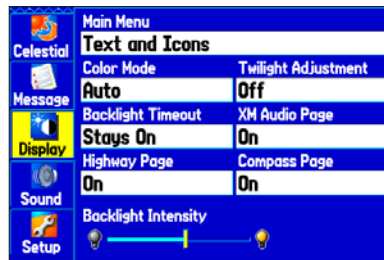 Celestial
Message
Display
Sound
Setup
Main Menu
Text and Icons
Color Mode
Twilight Adjustment
Auto
Off
Backlight Timeout
XM Audio Page
Stays On
On
Highway Page
Compass Page
On
On
Backlight Intensity